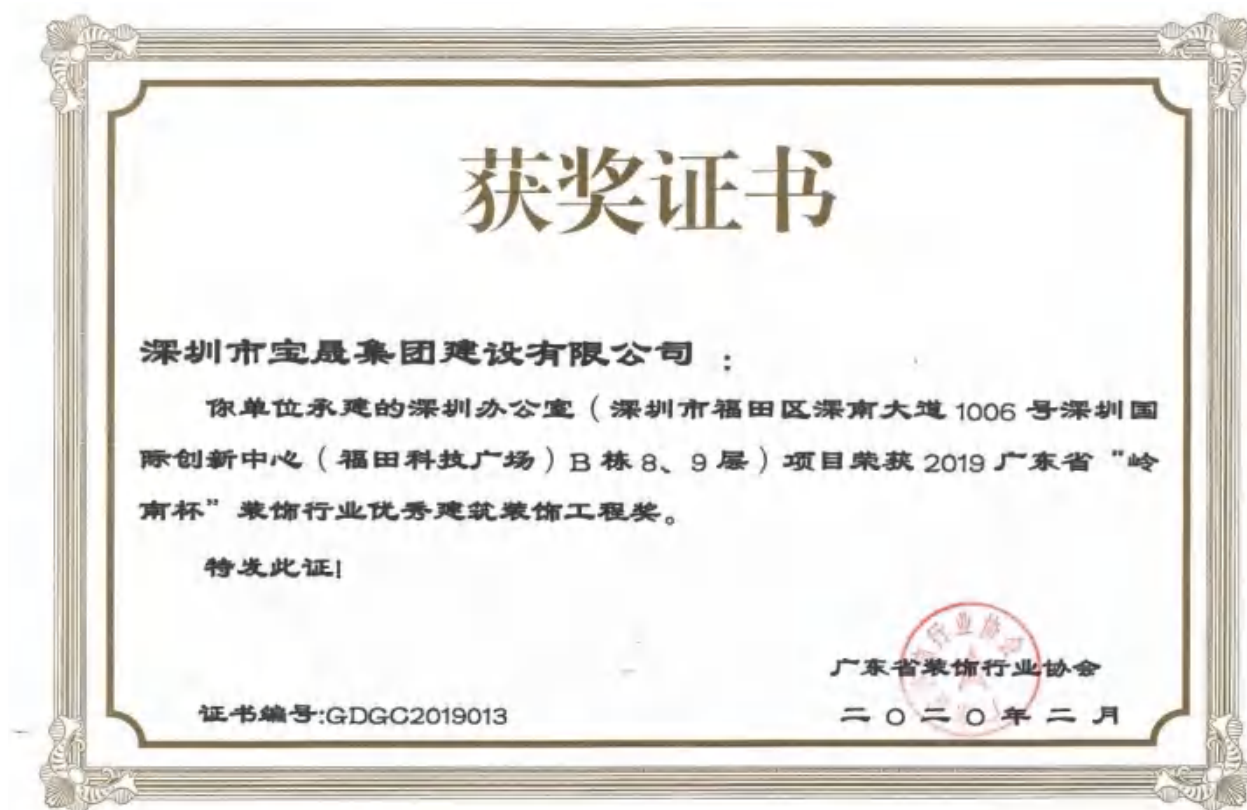 获奖证书
深圳市宝晟集团建设有限公司：
你单位承建的深圳办公室（深圳市福田区深南大道1006号深圳国
际创新中心（福田科技广场）B栋8、9层）项目荣获2019广东省“岭
南杯”装饰行业优秀建筑装饰工程奖。
特发此证!
行业协会
广东省装饰行业协会
证书编号:GDGC2019013
二〇二〇年二月